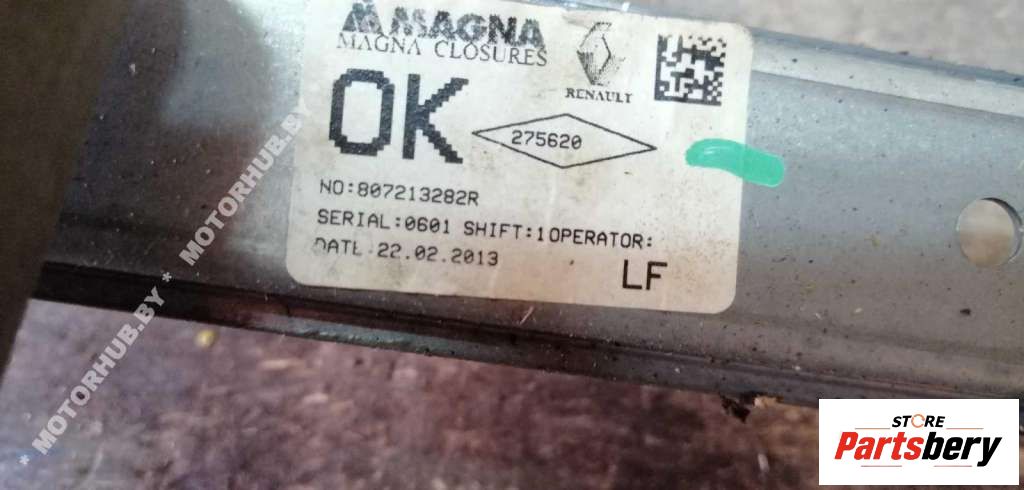 MAGNA
MAGNA CLOSURES
RENAULT
OK
275620
NO:807213282R
SERIAL:0601 SHIFT:1OPERATOR:
DATL 22.02.2013
LF
* MOTORHUB.BY * MOTORHUB.BY
STORE
Partsbery